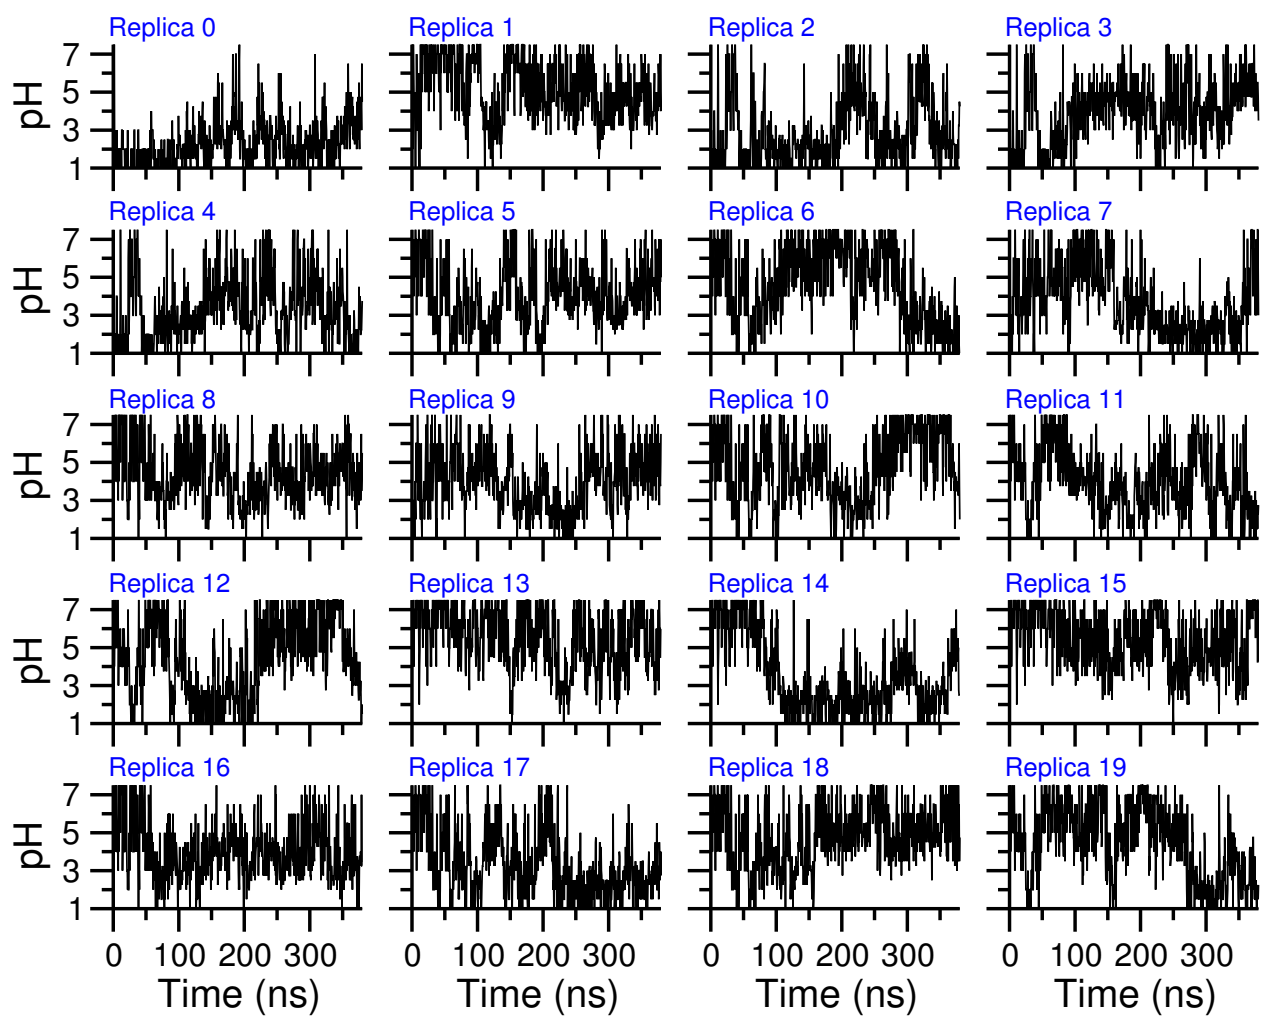 Replica 0 Replica 1 Replica 2 Replica 3
7
5
3
1
pH
Replica 4 Replica 5 Replica 6 Replica 7
7
5
3
1
pH
Replica 8 Replica 9 Replica 10 Replica 11
7
5
3
1
pH
Replica 12 Replica 13 Replica 14 Replica 15
7
5
3
1
pH
Replica 16 Replica 17 Replica 18 Replica 19
7
5
3
1
pH
0 100 200 300 0 100 200 300 0 100 200 300 0 100 200 300
Time (ns) Time (ns) Time (ns) Time (ns)